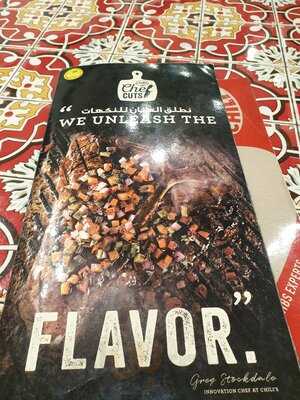 Chef
CUTS
“ نطلق العنان للنكهات
WE UNLEASH THE
FLAVOR.”
Greg Stockdale
INNOVATION CHEF AT CHILI'S